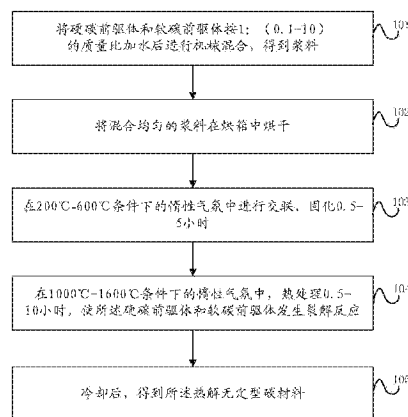 将硬碳前驱体和软碳前驱体按1：（0.1-10）
的质量比加水后进行机械混合，得到浆料
101
将混合均匀的浆料在烘箱中烘干
102
在200℃-600℃条件下的惰性气氛中进行交联、固化0.5-
5小时
103
在1000℃-1600℃条件下的惰性气氛中，热处理0.5-
10小时，使所述硬碳前驱体和软碳前驱体发生裂解反应
104
冷却后，得到所述热解无定型碳材料
105